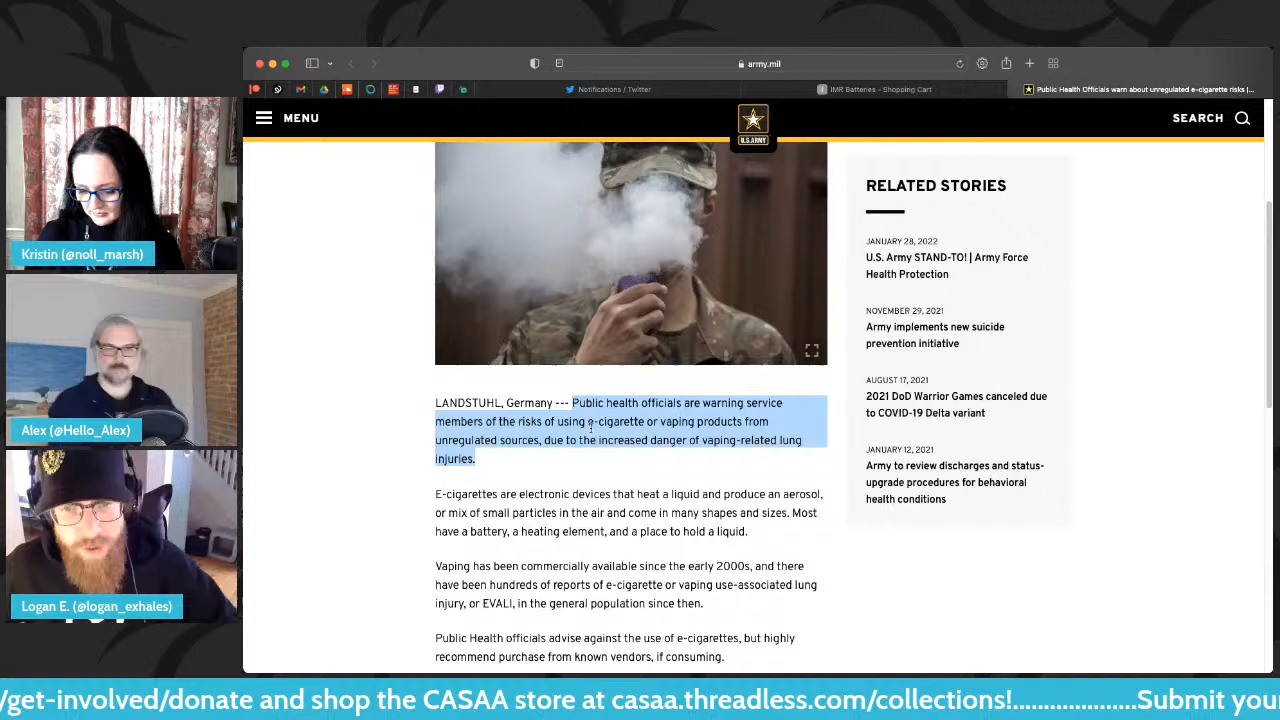 army.mil
Notifications / Twitter
IMR Batteries – Shopping Cart
Public Health Officials warn about unregulated e-cigarette risks |...
MENU
U.S.ARMY
SEARCH
Kristin (@noll_marsh)
Alex (@Hello_Alex)
Logan E. (@logan_exhales)
RELATED STORIES
JANUARY 28, 2022
U.S. Army STAND-TO! | Army Force
Health Protection
NOVEMBER 29, 2021
Army implements new suicide
prevention initiative
AUGUST 17, 2021
2021 DoD Warrior Games canceled due
to COVID-19 Delta variant
JANUARY 12, 2021
Army to review discharges and status-
upgrade procedures for behavioral
health conditions
LANDSTUHL, Germany --- Public health officials are warning service
members of the risks of using e-cigarette or vaping products from
unregulated sources, due to the increased danger of vaping-related lung
injuries.
E-cigarettes are electronic devices that heat a liquid and produce an aerosol,
or mix of small particles in the air and come in many shapes and sizes. Most
have a battery, a heating element, and a place to hold a liquid.
Vaping has been commercially available since the early 2000s, and there
have been hundreds of reports of e-cigarette or vaping use-associated lung
injury, or EVALI, in the general population since then.
Public Health officials advise against the use of e-cigarettes, but highly
recommend purchase from known vendors, if consuming.
/get-involved/donate and shop the CASAA store at casaa.threadless.com/collections!....................Submit your